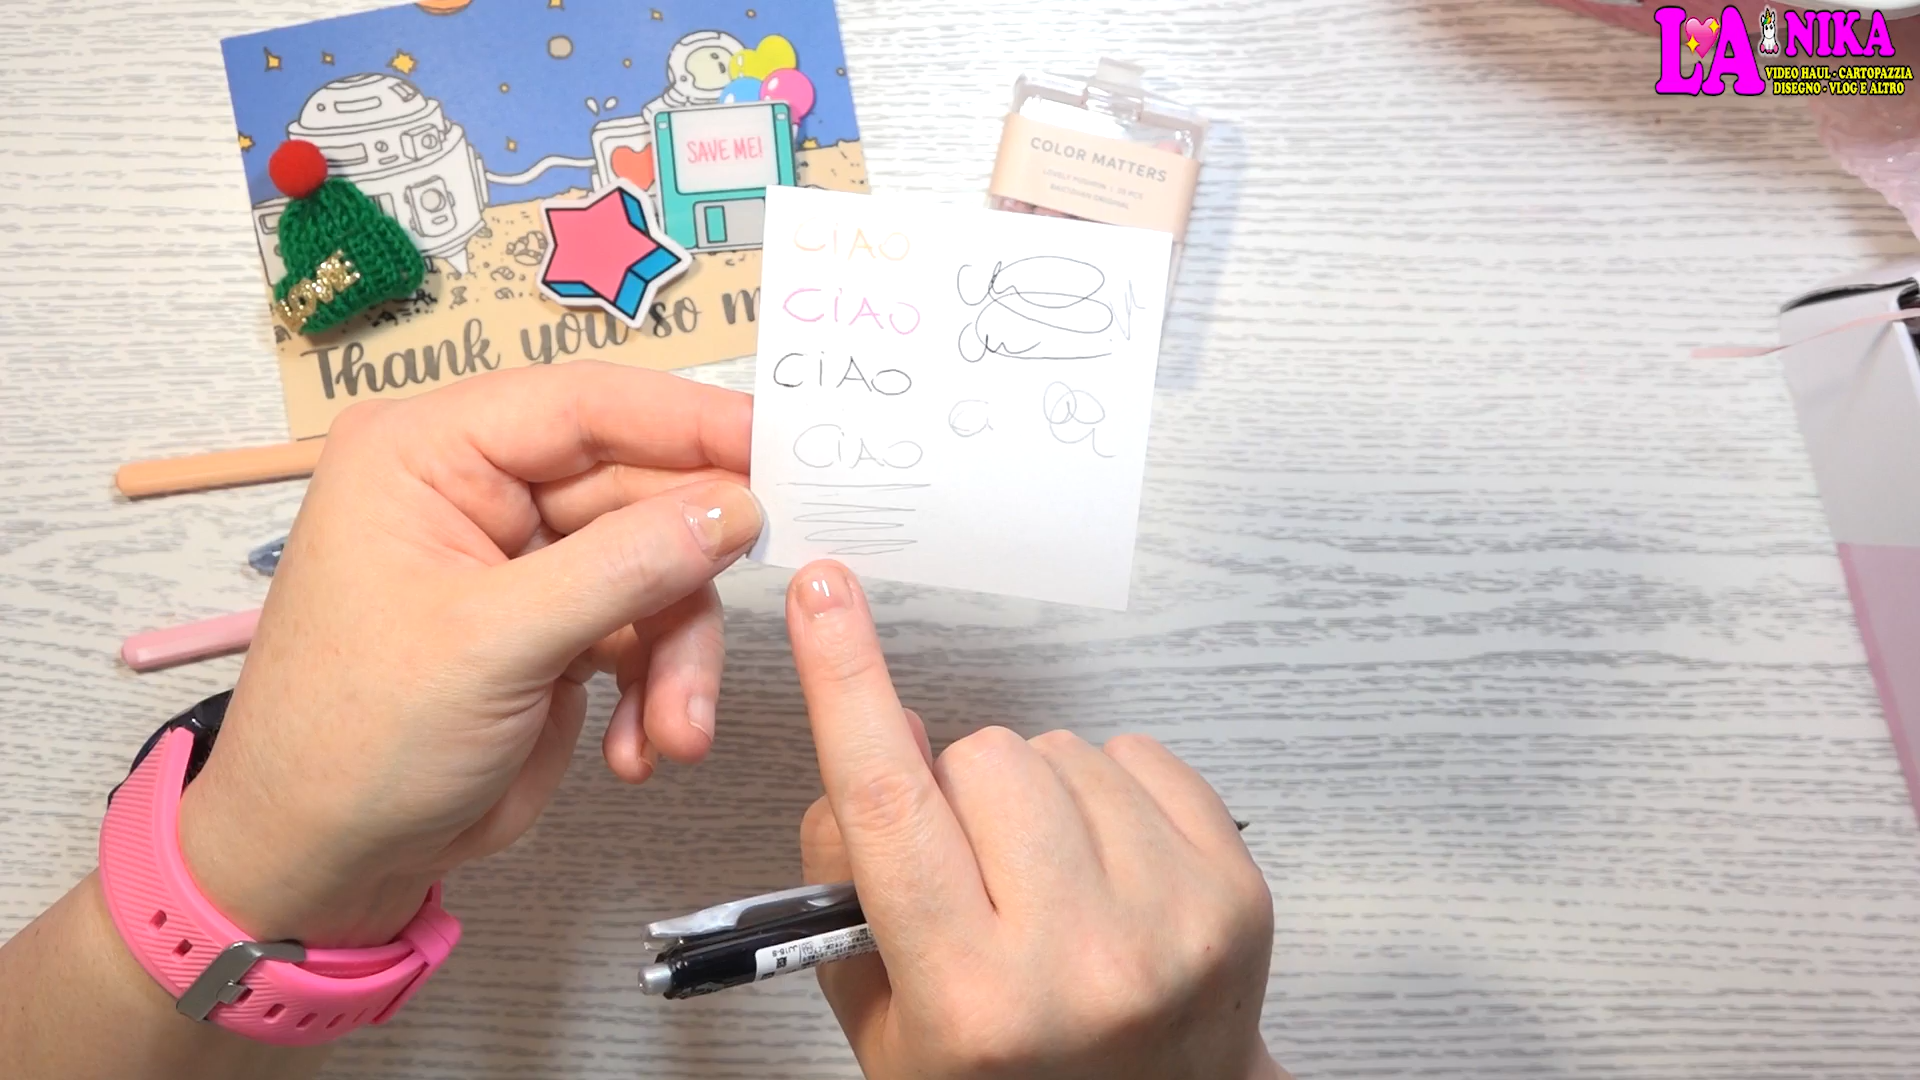 LA NIKA
VIDEO HAUL - CARTOPAZZIA
DISEGNO - VLOG E ALTRO
SAVE ME!
COLOR MATTERS
LOVE
Thank you so m
CIAO
CIAO
CIAO
CIAO